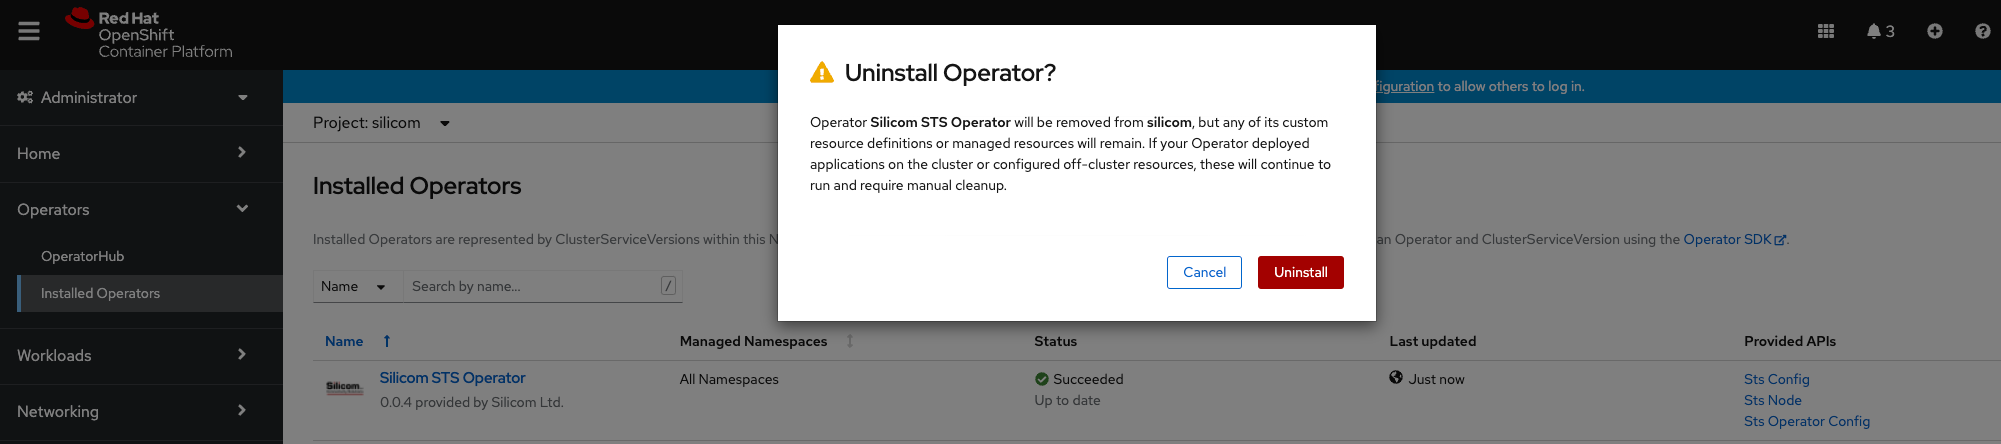 Red Hat
OpenShift
Container Platform
3
Administrator
Home
Operators
OperatorHub
Installed Operators
Workloads
Networking
figuration to allow others to log in.
Project: silicom
Installed Operators
Installed Operators are represented by ClusterServiceVersions within this N
an Operator and ClusterServiceVersion using the Operator SDK.
Name
Search by name...
/
Name
Managed Namespaces
Status
Last updated
Provided APIs
Silicom
Silicom STS Operator
0.0.4 provided by Silicom Ltd.
All Namespaces
Succeeded
Up to date
Just now
Sts Config
Sts Node
Sts Operator Config
Uninstall Operator?
Operator Silicom STS Operator will be removed from silicom, but any of its custom
resource definitions or managed resources will remain. If your Operator deployed
applications on the cluster or configured off-cluster resources, these will continue to
run and require manual cleanup.
Cancel
Uninstall